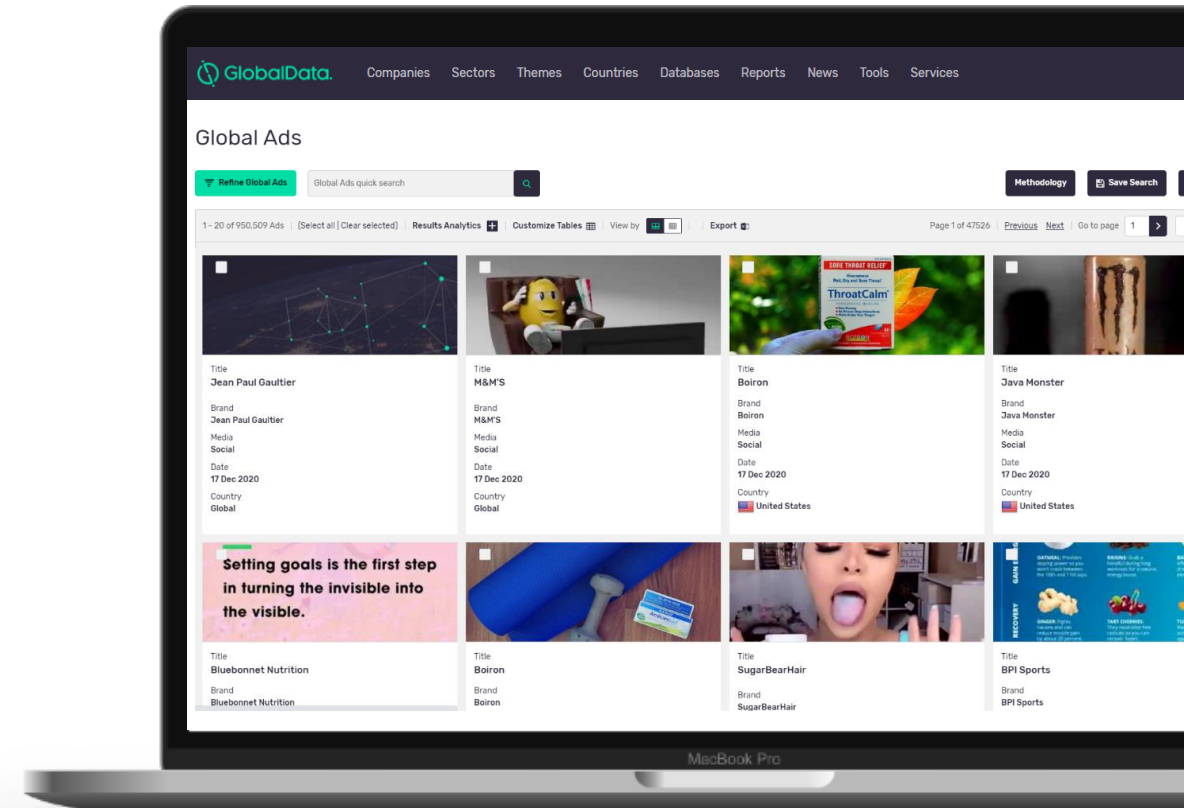 GlobalData.
Companies Sectors Themes Countries Databases Reports News Tools Services
Global Ads
Refine Global Ads
Global Ads quick search
Methodology
Save Search
1 - 20 of 950,509 Ads | (Select all | Clear selected) Results Analytics Customize Tables View by Export
Page 1 of 47526 Previous Next Go to page 1
SORE THROAT RELIEF
ThroatCalm
BOIRON
Title
Jean Paul Gaultier
Brand
Jean Paul Gaultier
Media
Social
Date
17 Dec 2020
Country
Global
Title
M&M'S
Brand
M&M'S
Media
Social
Date
17 Dec 2020
Country
Global
Title
Boiron
Brand
Boiron
Media
Social
Date
17 Dec 2020
Country
United States
Title
Java Monster
Brand
Java Monster
Media
Social
Date
17 Dec 2020
Country
United States
Setting goals is the first step
in turning the invisible into
the visible.
RECOVERY
Title
Bluebonnet Nutrition
Brand
Bluebonnet Nutrition
Title
Boiron
Brand
Boiron
Title
SugarBearHair
Brand
SugarBearHair
Title
BPI Sports
Brand
BPI Sports
MacBook Pro